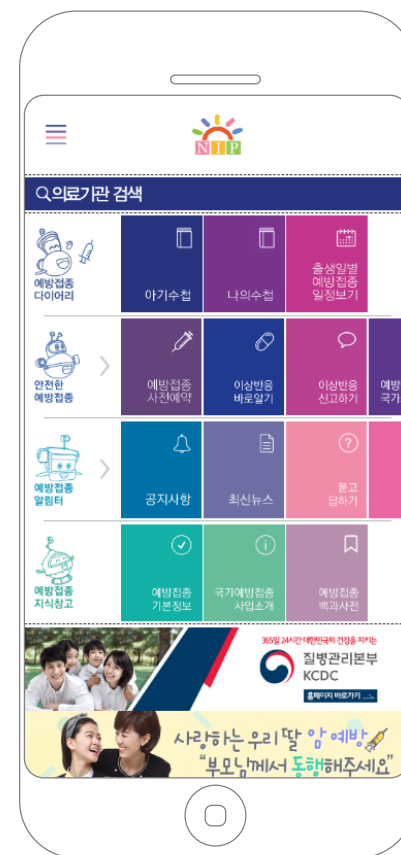 NIP
의료기관 검색
예방접종
다이어리
아기수첩
나의수첩
출생일별
예방접종
일정보기
안전한
예방접종
예방접종
사전예약
이상반응
바로알기
이상반응
신고하기
예방
국가
예방접종
알림터
공지사항
최신뉴스
묻고
답하기
예방접종
지식창고
예방접종
기본정보
국가예방접종
사업소개
예방접종
백과사전
365일 24시간 대한민국의 건강을 지키는
질병관리본부
KCDC
홈페이지 바로가기
사랑하는 우리 딸 암 예방
“부모님께서 동행해주세요”